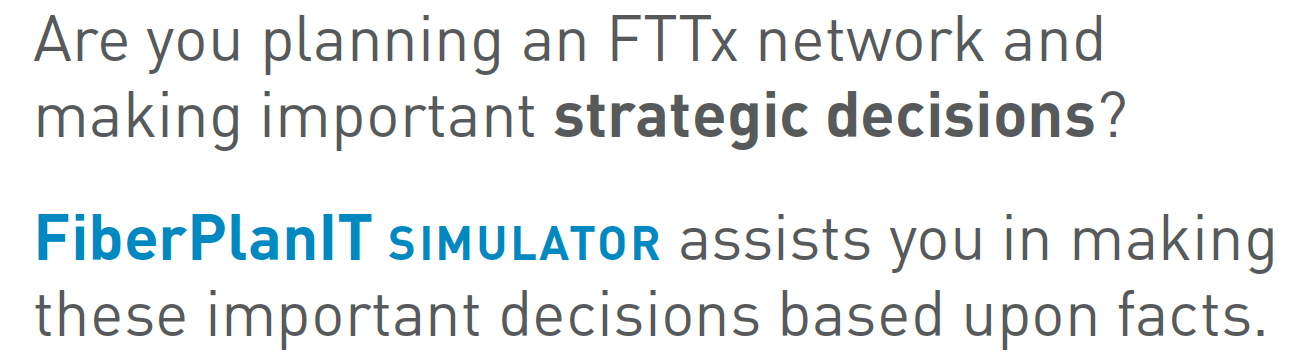 Are you planning an FTTx network and
making important strategic decisions?
FiberPlanIT SIMULATOR assists you in making
these important decisions based upon facts.